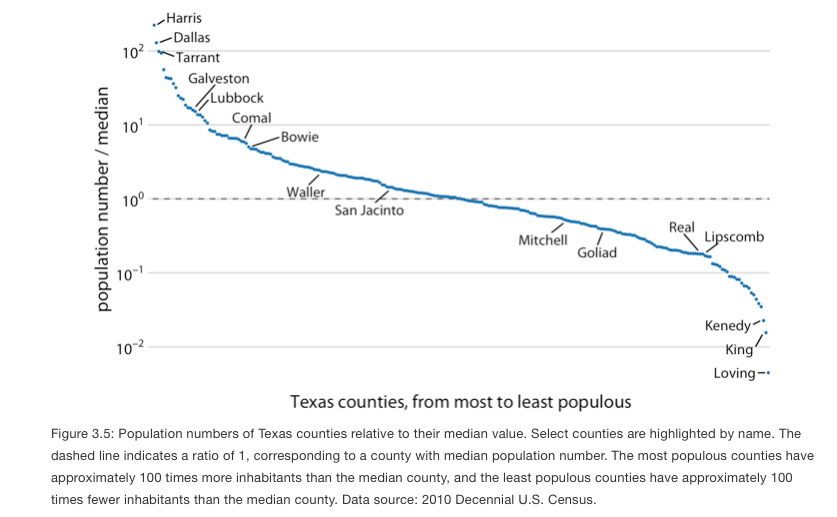 Harris
Dallas
10²
Tarrant
Galveston
Lubbock
10¹
Comal
Bowie
population number / median
Waller
10⁰
San Jacinto
Real
Lipscomb
Mitchell
Goliad
10⁻¹
Kenedy
10⁻²
King
Loving
Texas counties, from most to least populous
Figure 3.5: Population numbers of Texas counties relative to their median value. Select counties are highlighted by name. The
dashed line indicates a ratio of 1, corresponding to a county with median population number. The most populous counties have
approximately 100 times more inhabitants than the median county, and the least populous counties have approximately 100
times fewer inhabitants than the median county. Data source: 2010 Decennial U.S. Census.